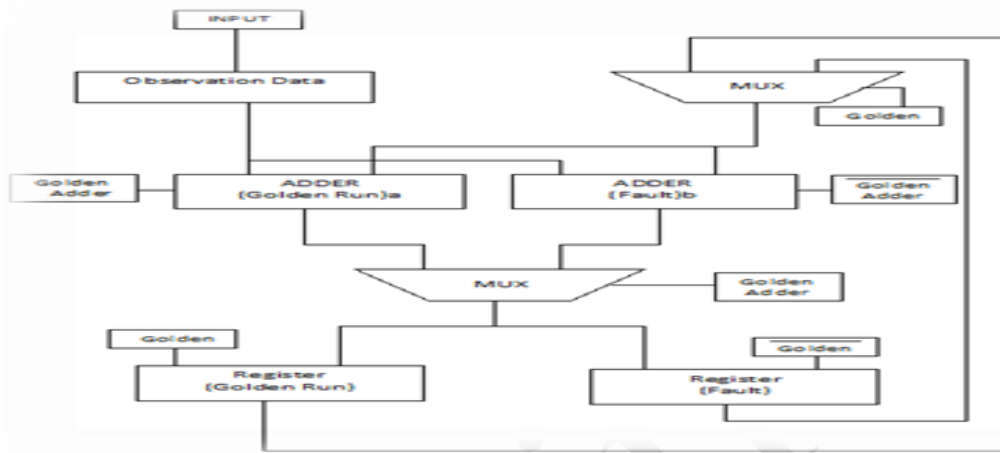 INPUT
Observation Data
MUX
Golden
Golden
Adder
ADDER
(Golden Run)a
ADDER
(Fault)b
Golden
Adder
MUX
Golden
Adder
Golden
Golden
Register
(Golden Run)
Register
(Fault)